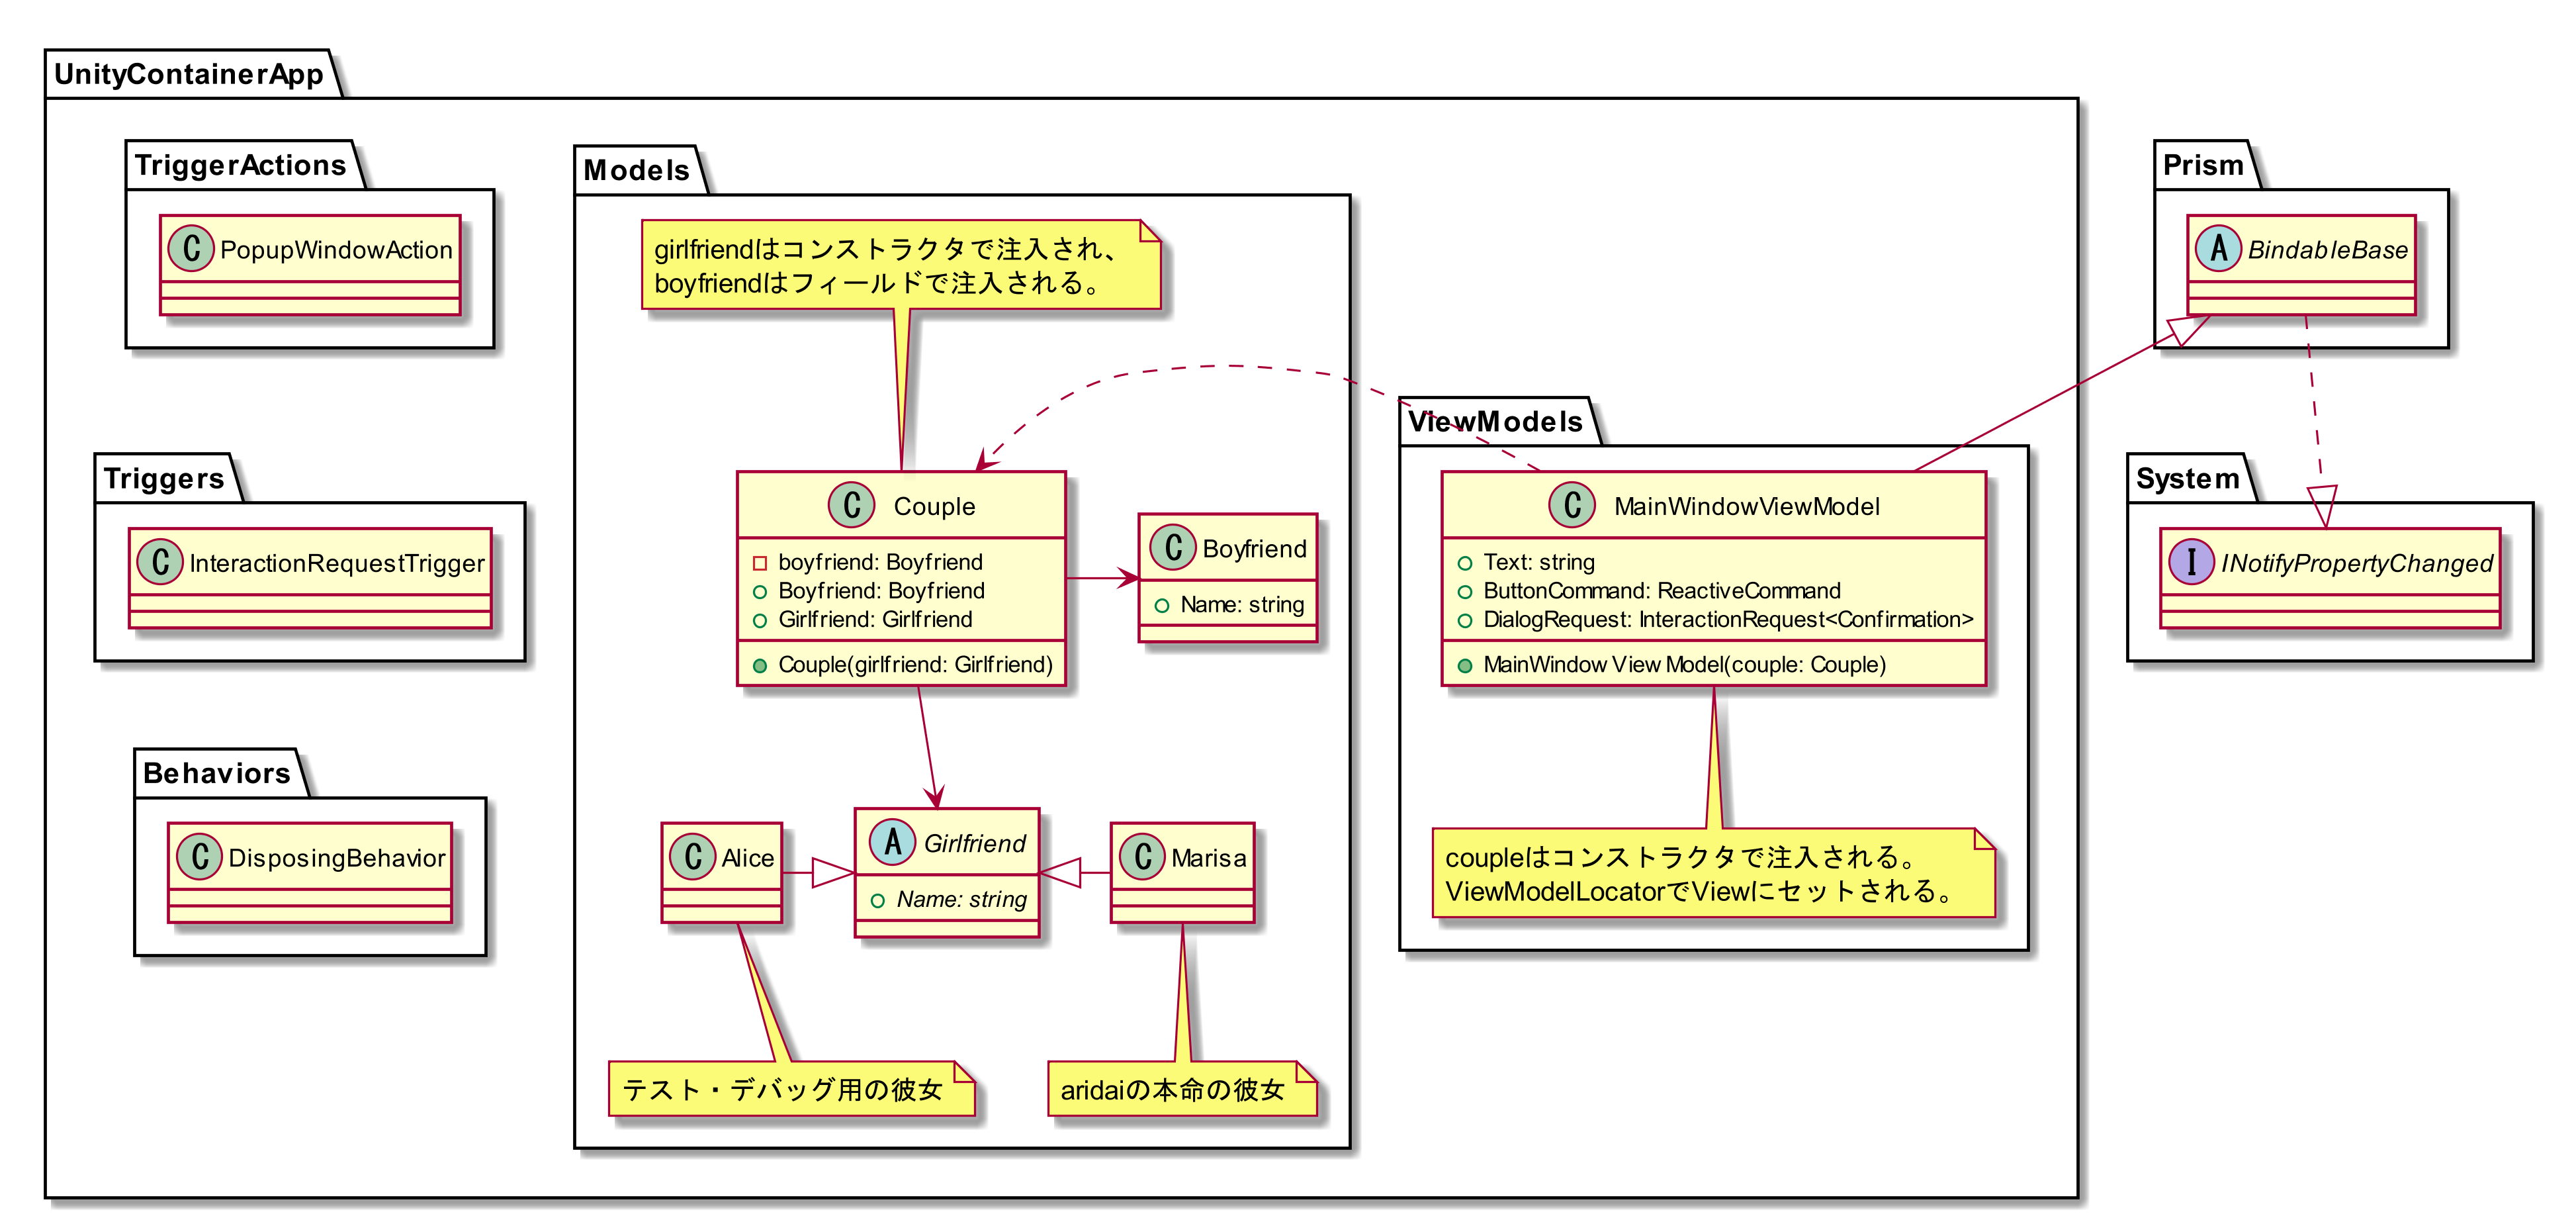 UnityContainerApp
TriggerActions
C PopupWindowAction
Triggers
C InteractionRequestTrigger
Behaviors
C DisposingBehavior
Models
girlfriendはコンストラクタで注入され、
boyfriendはフィールドで注入される。
C Couple
boyfriend: Boyfriend
Boyfriend: Boyfriend
Girlfriend: Girlfriend
Couple(girlfriend: Girlfriend)
C Boyfriend
Name: string
C Alice
A Girlfriend
Name: string
C Marisa
テスト・デバッグ用の彼女
aridaiの本命の彼女
ViewModels
C MainWindowViewModel
Text: string
ButtonCommand: ReactiveCommand
DialogRequest: InteractionRequest<Confirmation>
MainWindow View Model(couple: Couple)
coupleはコンストラクタで注入される。
ViewModelLocatorでViewにセットされる。
Prism
A BindableBase
System
I INotifyPropertyChanged